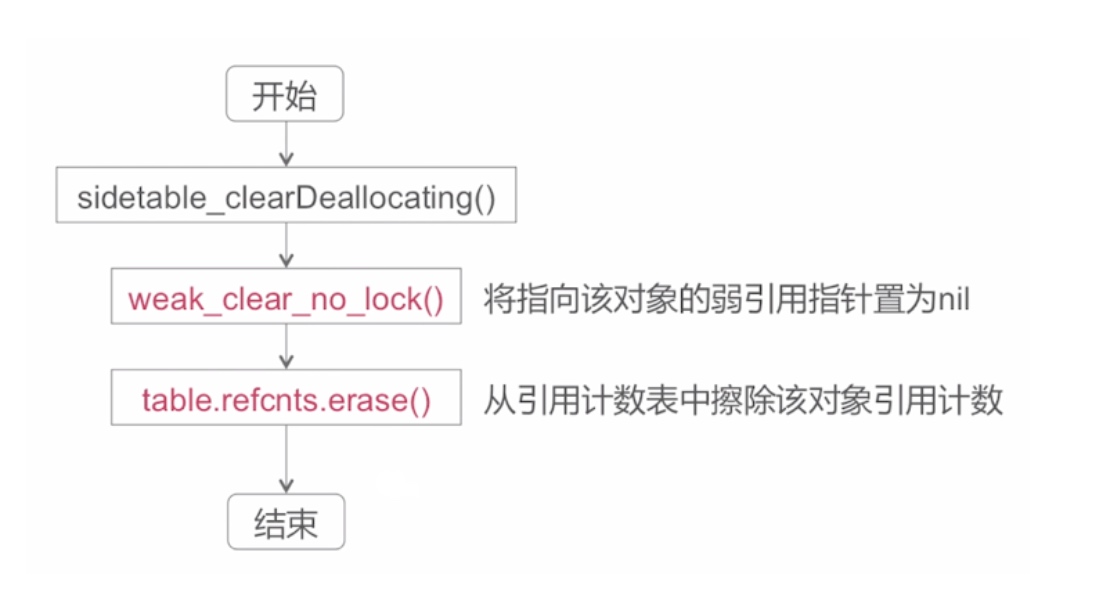 开始
sidetable_clearDeallocating()
weak_clear_no_lock() 将指向该对象的弱引用指针置为nil
table.refcnts.erase() 从引用计数表中擦除该对象引用计数
结束